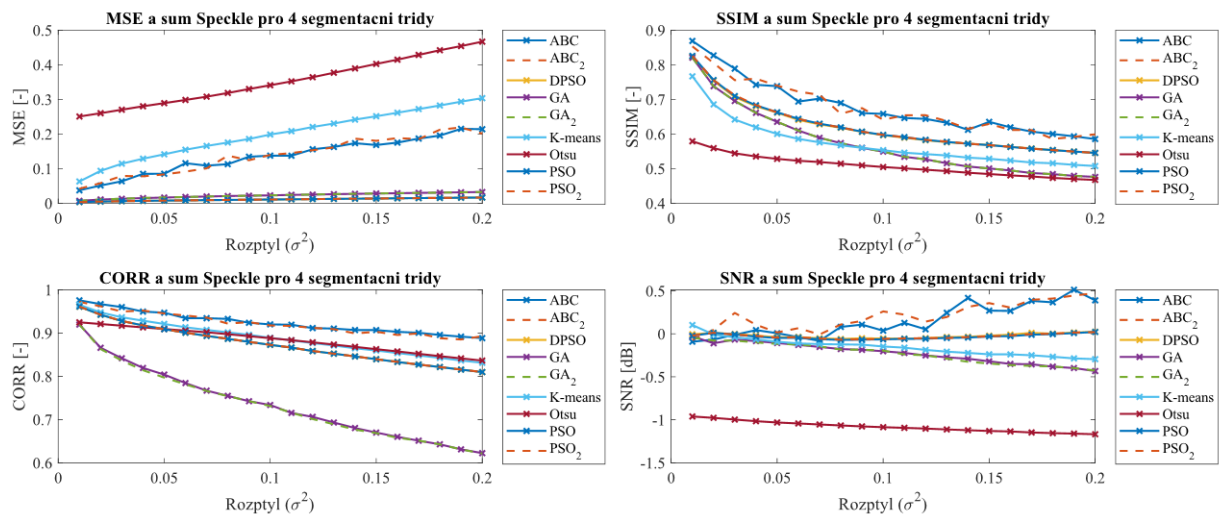 MSE a sum Speckle pro 4 segmentacni tridy
MSE [-]
0.5
0.4
0.3
0.2
0.1
0
0
0.05
0.1
0.15
0.2
Rozptyl (σ²)
ABC
ABC₂
DPSO
GA
GA₂
K-means
Otsu
PSO
PSO₂
SSIM a sum Speckle pro 4 segmentacni tridy
SSIM [-]
0.9
0.8
0.7
0.6
0.5
0.4
0
0.05
0.1
0.15
0.2
Rozptyl (σ²)
ABC
ABC₂
DPSO
GA
GA₂
K-means
Otsu
PSO
PSO₂
CORR a sum Speckle pro 4 segmentacni tridy
CORR [-]
1
0.9
0.8
0.7
0.6
0
0.05
0.1
0.15
0.2
Rozptyl (σ²)
ABC
ABC₂
DPSO
GA
GA₂
K-means
Otsu
PSO
PSO₂
SNR a sum Speckle pro 4 segmentacni tridy
SNR [dB]
0.5
0
-0.5
-1
-1.5
0
0.05
0.1
0.15
0.2
Rozptyl (σ²)
ABC
ABC₂
DPSO
GA
GA₂
K-means
Otsu
PSO
PSO₂